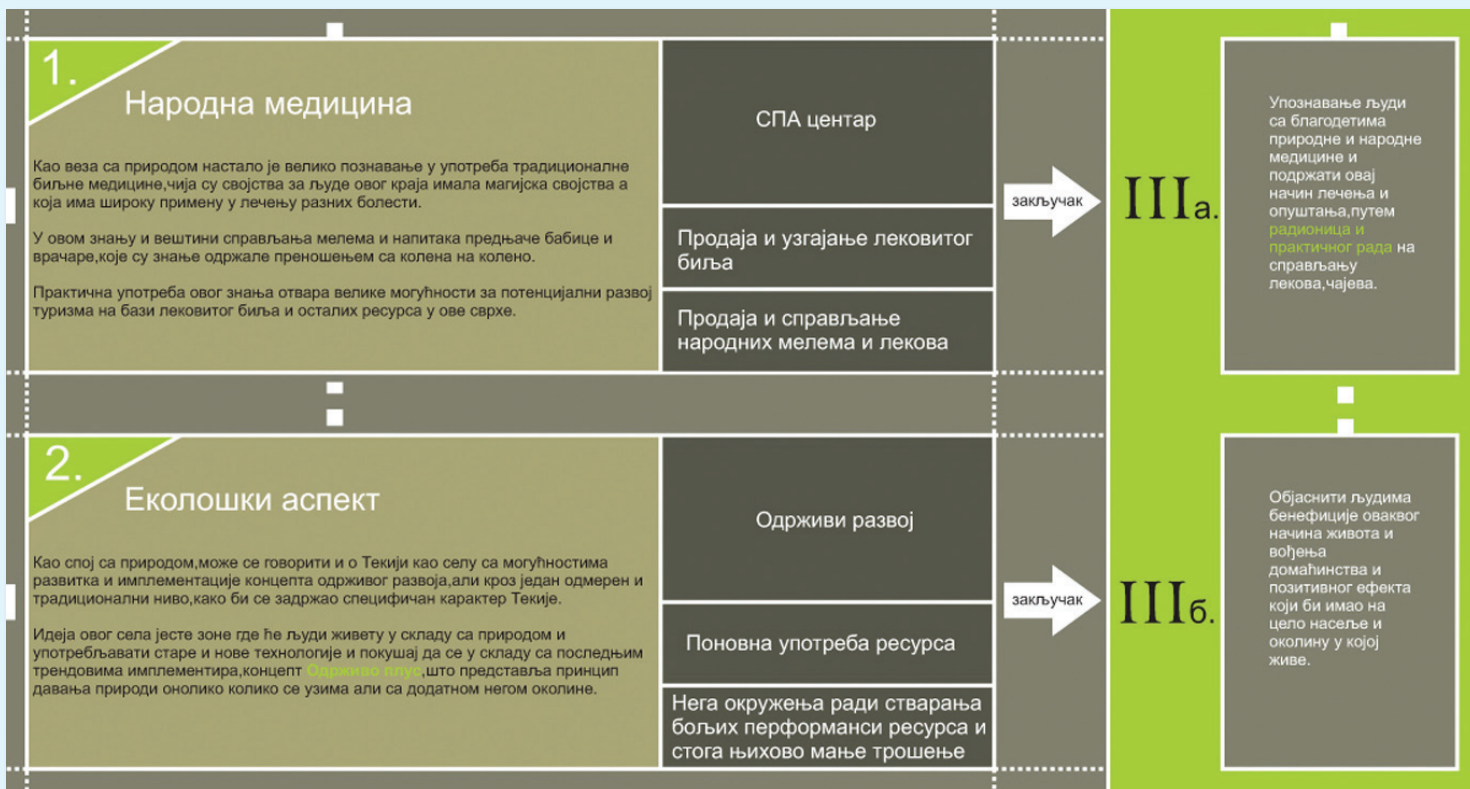 1.
Народна медицина
Као веза са природом настало је велико познавање у употреба традиционалне
биљне медицине,чија су својства за људе овог краја имала магијска својства а
која има широку примену у лечењу разних болести.
У овом знању и вештини справљања мелема и напитака предњаче бабице и
врачаре,које су знање одржале преношењем са колена на колено.
Практична употреба овог знања отвара велике могућности за потенцијални развој
туризма на бази лековитог биља и осталих ресурса у ове сврхе.
СПА центар
Продаја и узгајање лековитог
биља
Продаја и справљање
народних мелема и лекова
закључак
IIIа.
Упознавање људи
са благодетима
природне и народне
медицине и
подржати овај
начин лечења и
опуштања,путем
радионица и
практичног рада на
справљању
лекова,чајева.
2.
Еколошки аспект
Као спој са природом,може се говорити и о Текији као селу са могућностима
развитка и имплементације концепта одрживог развоја,али кроз један одмерен и
традиционални ниво,како би се задржао специфичан карактер Текије.
Идеја овог села јесте зоне где ће људи живету у складу са природом и
употребљавати старе и нове технологије и покушај да се у складу са последњим
трендовима имплементира,концепт Одрживо плус,што представља принцип
давања природи онолико колико се узима али са додатном негом околине.
Одрживи развој
Поновна употреба ресурса
Нега окружења ради стварања
бољих перформанси ресурса и
стога њихово мање трошење
закључак
IIIб.
Објаснити људима
бенефиције оваквог
начина живота и
вођења
домаћинства и
позитивног ефекта
који би имао на
цело насеље и
околину у којој
живе.